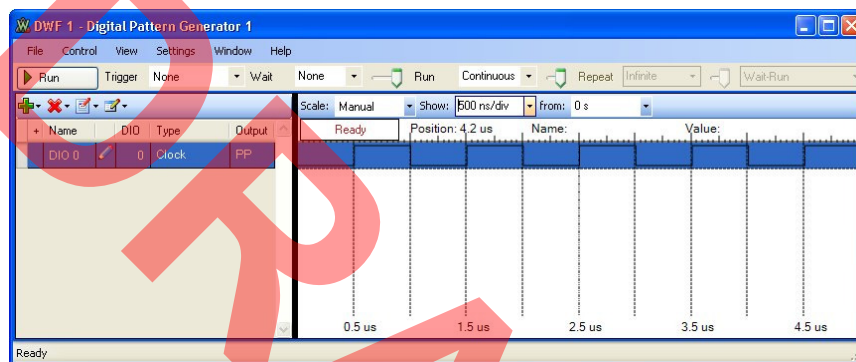 DWF 1 - Digital Pattern Generator 1
File Control View Settings Window Help
Run Trigger None Wait None Run Continuous Repeat Infinite Wait-Run
Scale: Manual Show: 500 ns/div from: 0 s
+ Name DIO Type Output
Ready Position: 4.2 us Name: Value:
DIO 0 0 Clock PP
0.5 us 1.5 us 2.5 us 3.5 us 4.5 us
Ready